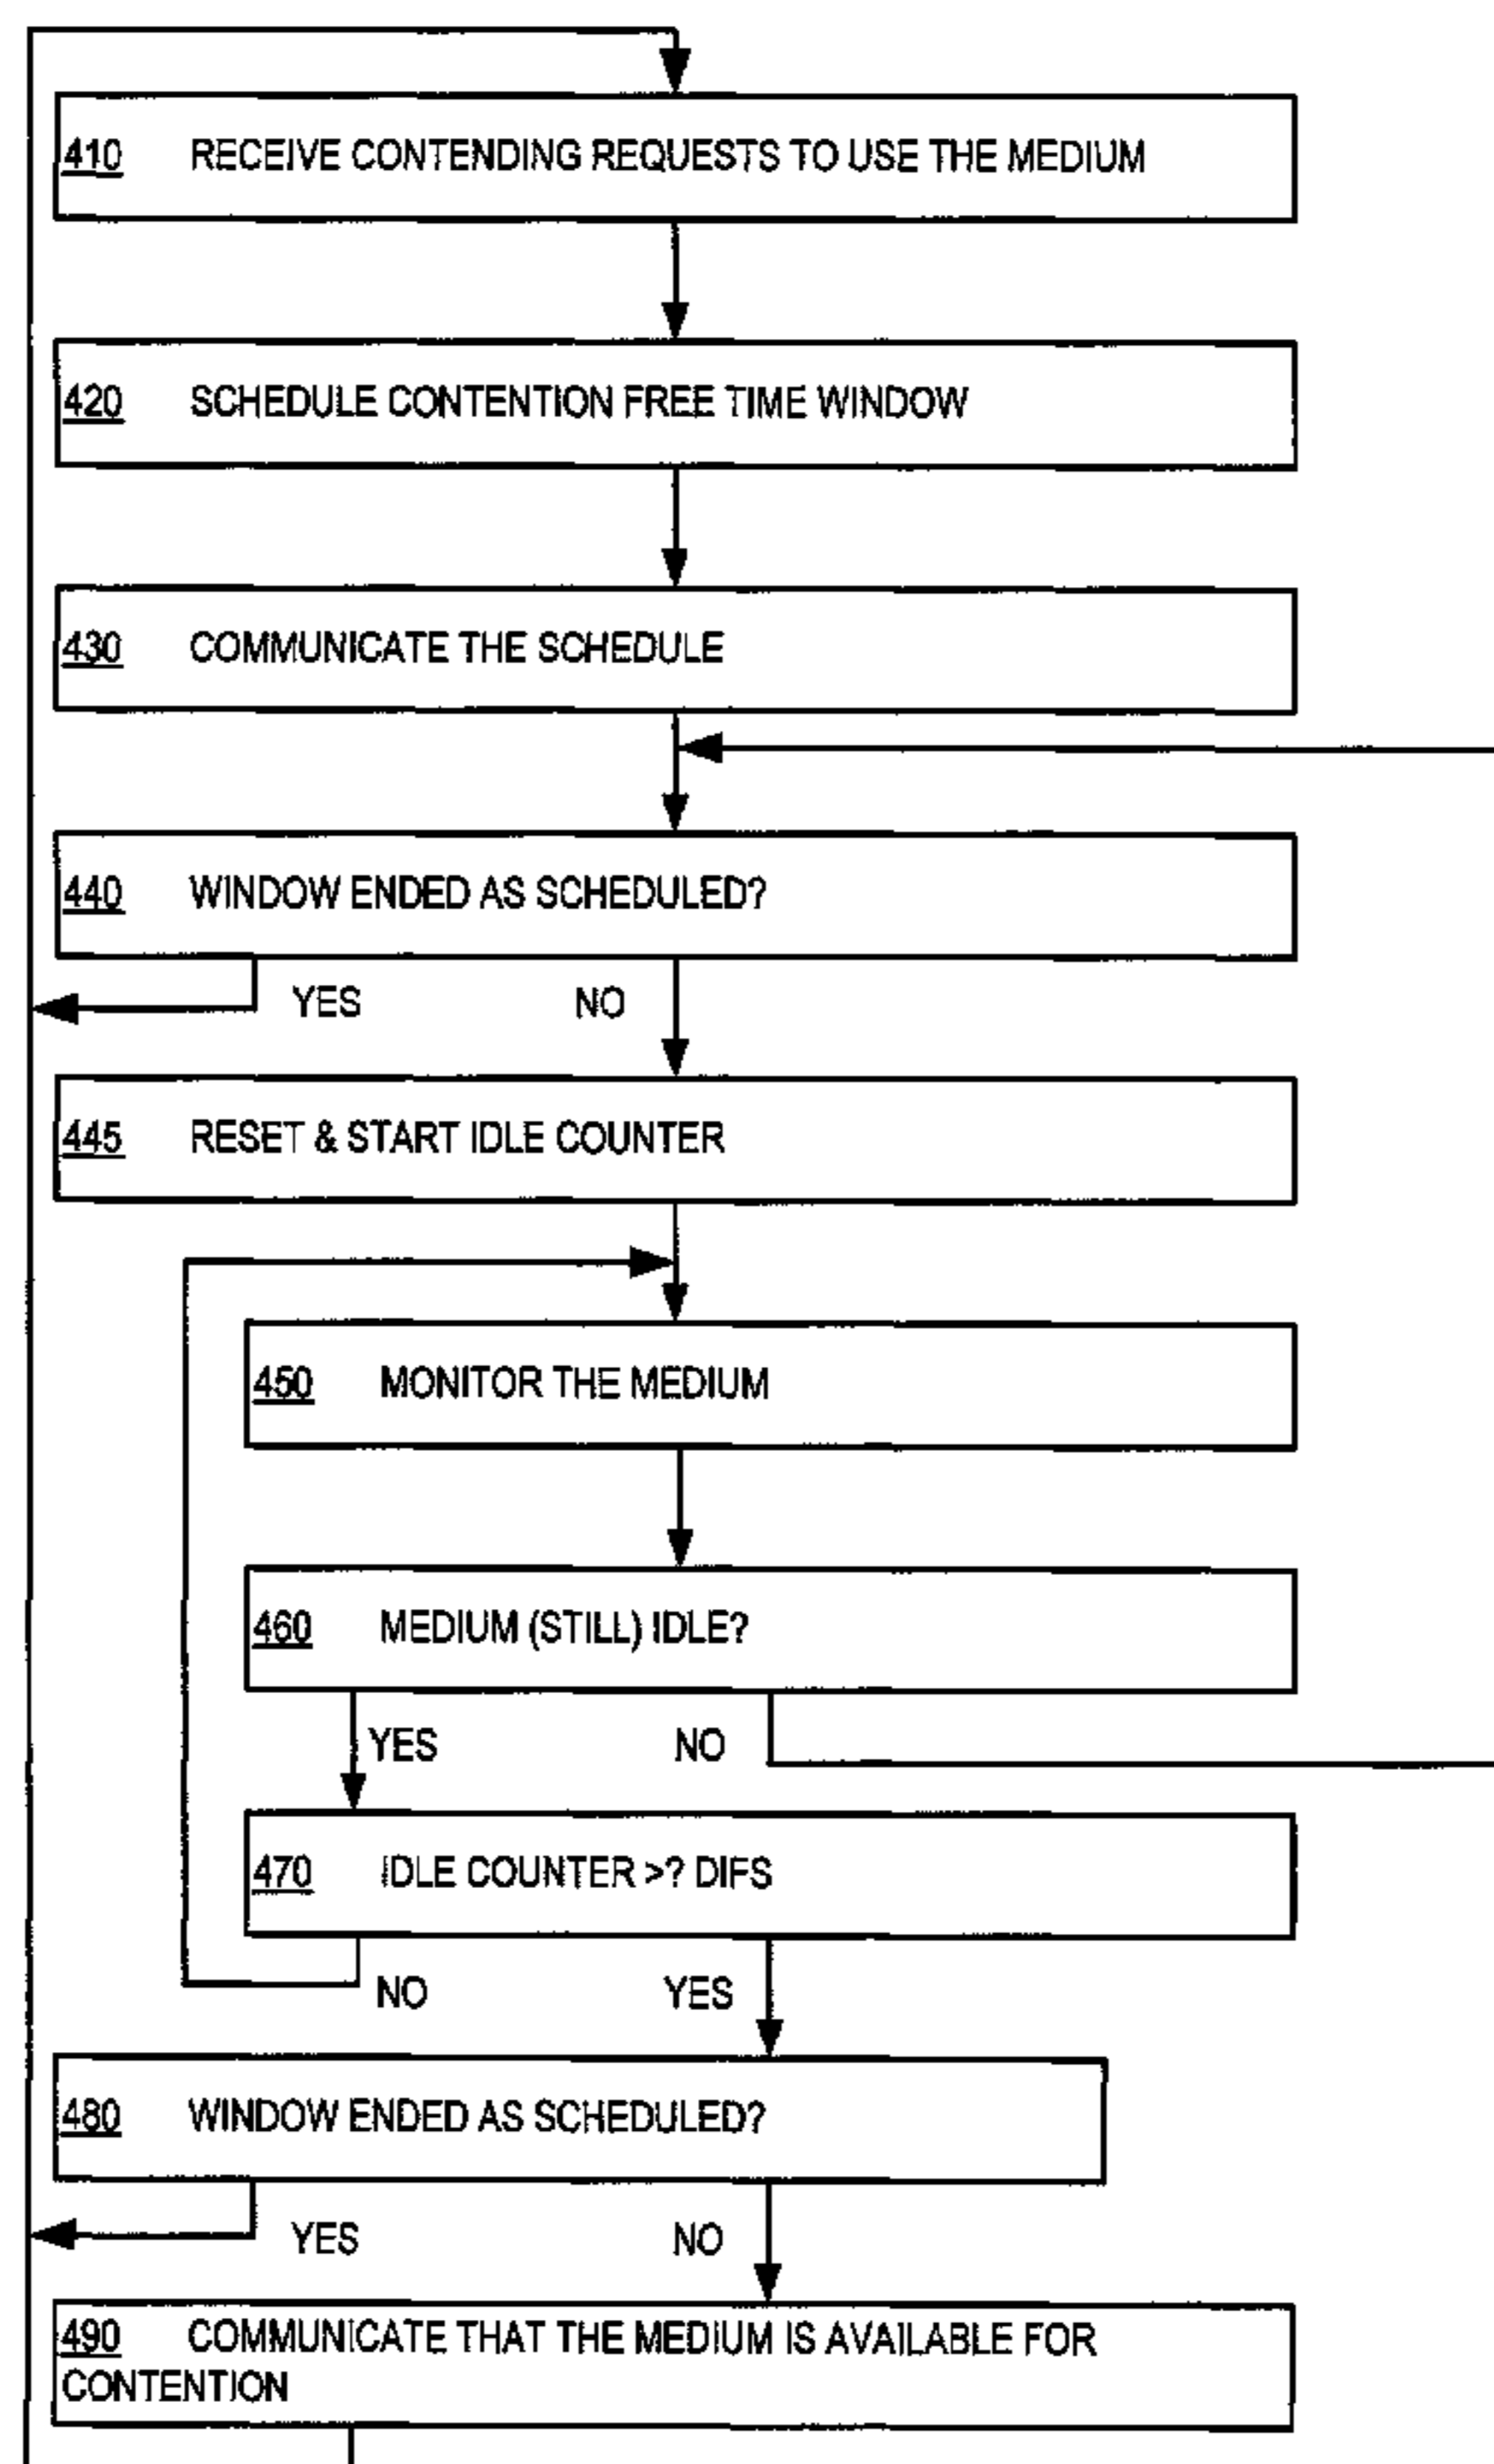 410 RECEIVE CONTENDING REQUESTS TO USE THE MEDIUM
420 SCHEDULE CONTENTION FREE TIME WINDOW
430 COMMUNICATE THE SCHEDULE
440 WINDOW ENDED AS SCHEDULED?
YES NO
445 RESET & START IDLE COUNTER
450 MONITOR THE MEDIUM
460 MEDIUM (STILL) IDLE?
YES NO
470 IDLE COUNTER >? DIFS
NO YES
480 WINDOW ENDED AS SCHEDULED?
YES NO
490 COMMUNICATE THAT THE MEDIUM IS AVAILABLE FOR
CONTENTION